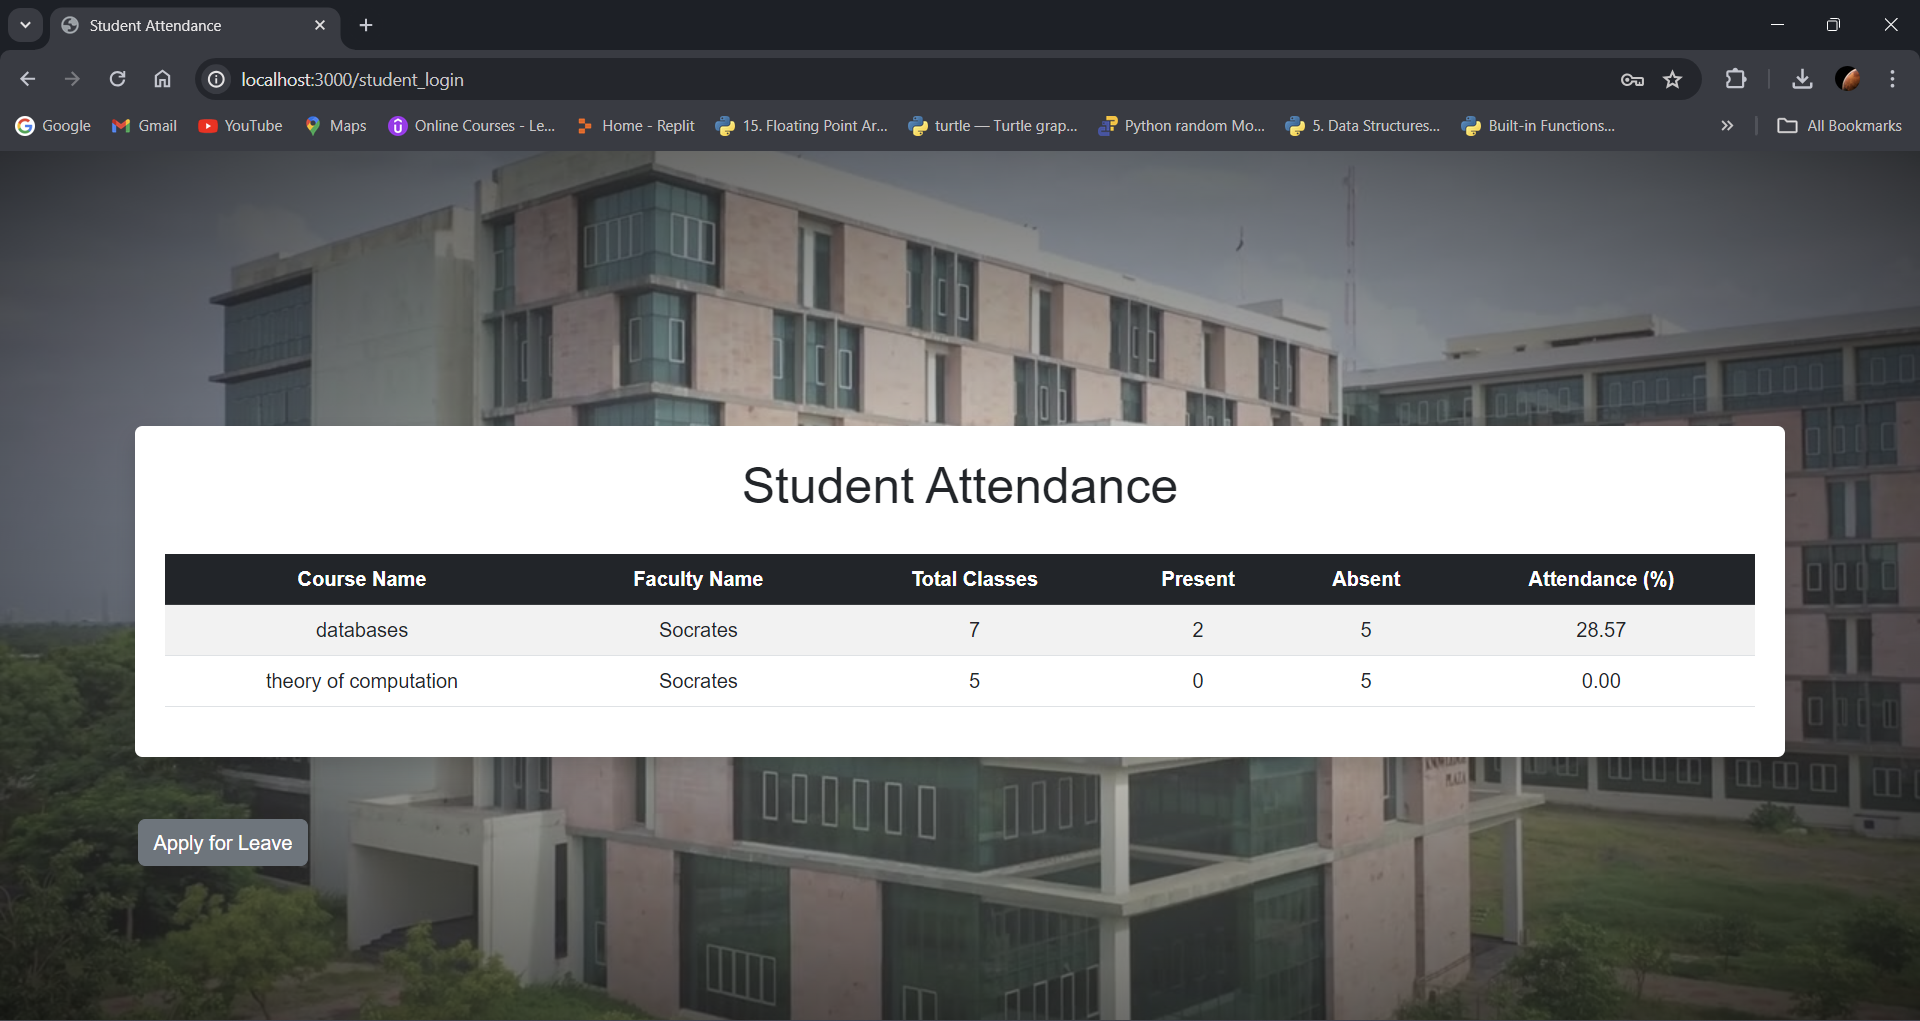 Student Attendance
localhost:3000/student_login
Google Gmail YouTube Maps Online Courses - Le... Home - Replit 15. Floating Point Ar... turtle — Turtle grap... Python random Mo... 5. Data Structures... Built-in Functions... All Bookmarks
Student Attendance
Course Name Faculty Name Total Classes Present Absent Attendance (%)
databases Socrates 7 2 5 28.57
theory of computation Socrates 5 0 5 0.00
PLAZA
Apply for Leave